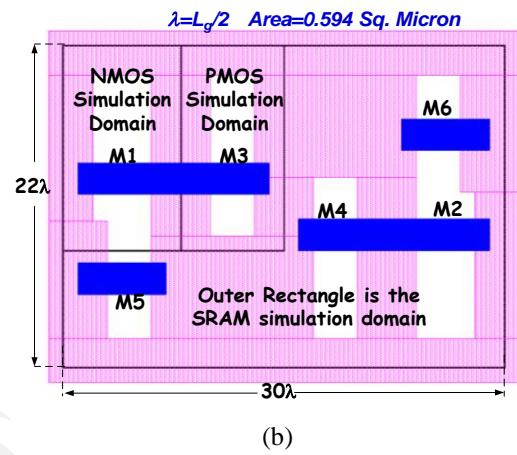 λ=Lg/2 Area=0.594 Sq. Micron
NMOS
Simulation
Domain
PMOS
Simulation
Domain
M6
M1
M3
22λ
M4
M2
M5
Outer Rectangle is the
SRAM simulation domain
30λ
(b)